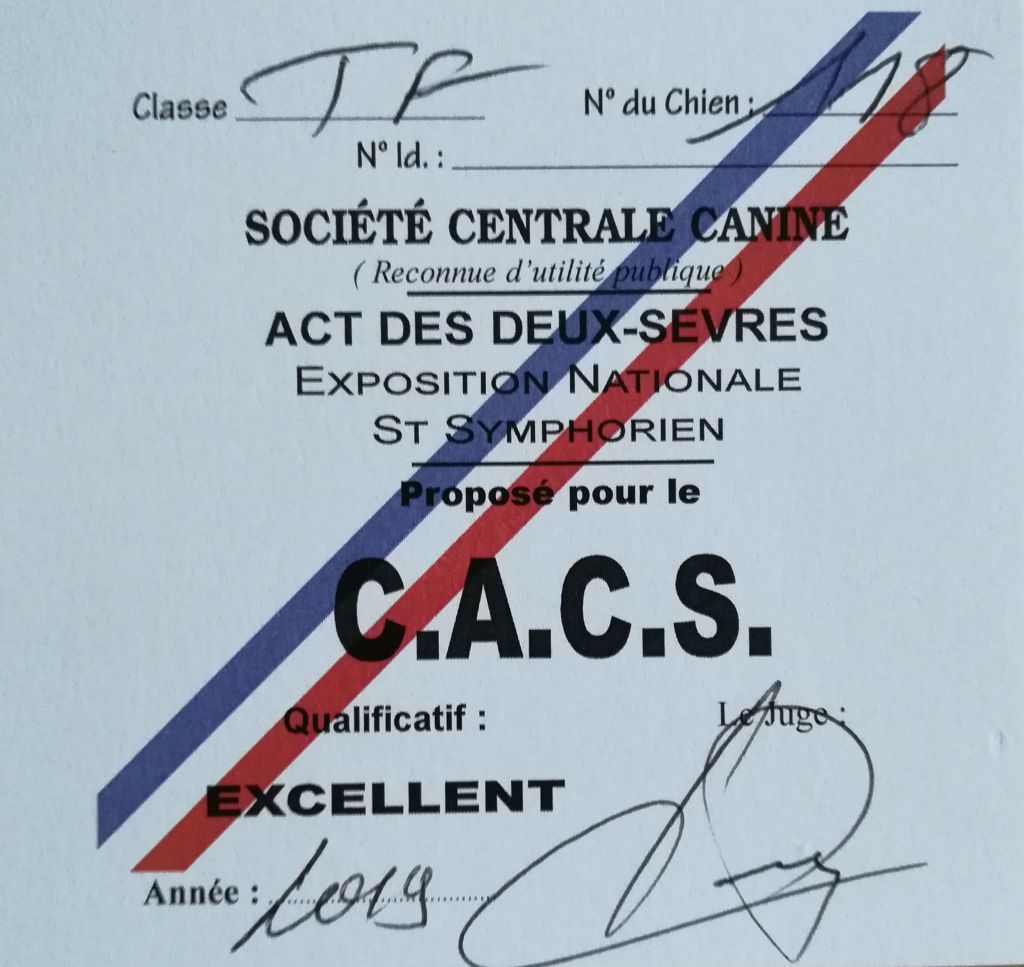 Classe TF N° du Chien : 118
N° Id. :
SOCIÉTÉ CENTRALE CANINE
( Reconnue d'utilité publique )
ACT DES DEUX-SEVRES
EXPOSITION NATIONALE
ST SYMPHORIEN
Proposé pour le
C.A.C.S.
Qualificatif : Le Juge :
EXCELLENT
Année : 2019